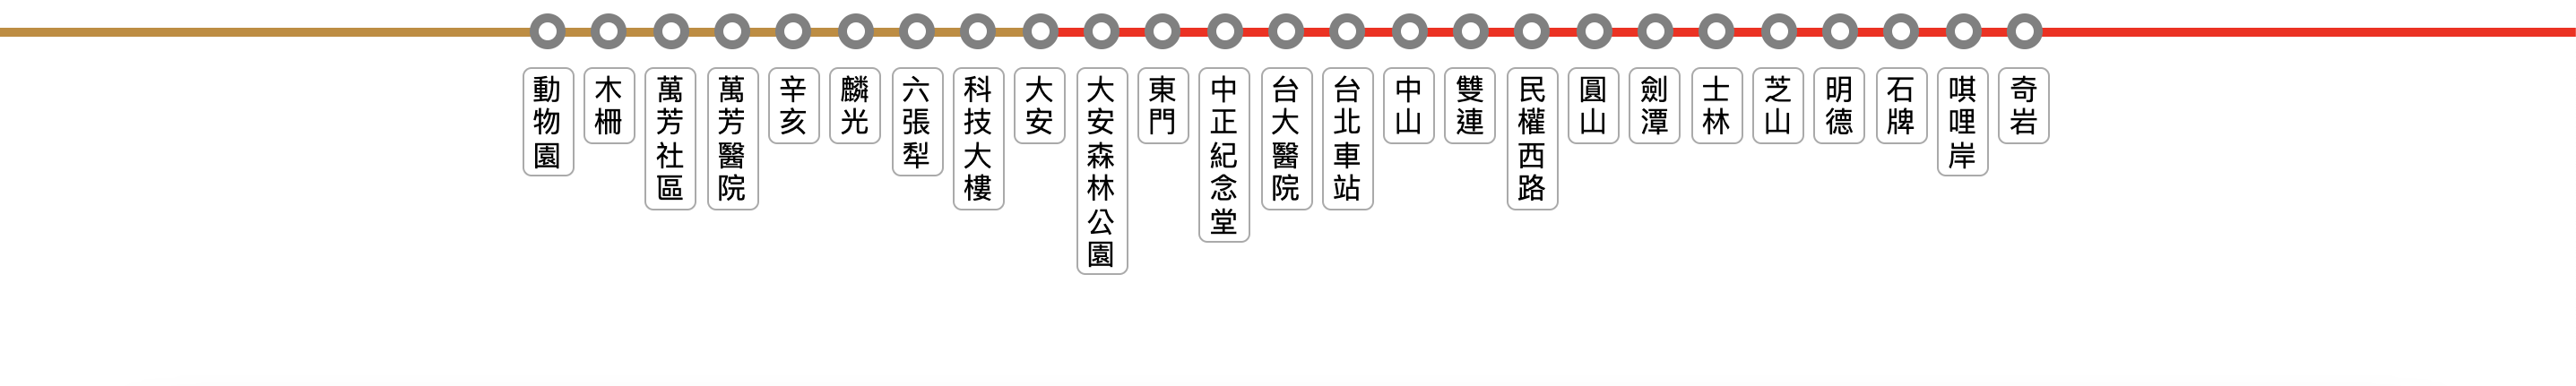 動物園
木柵
萬芳社區
萬芳醫院
辛亥
麟光
六張犁
科技大樓
大安
大安森林公園
東門
中正紀念堂
台大醫院
台北車站
中山
雙連
民權西路
圓山
劍潭
士林
芝山
明德
石牌
唭哩岸
奇岩